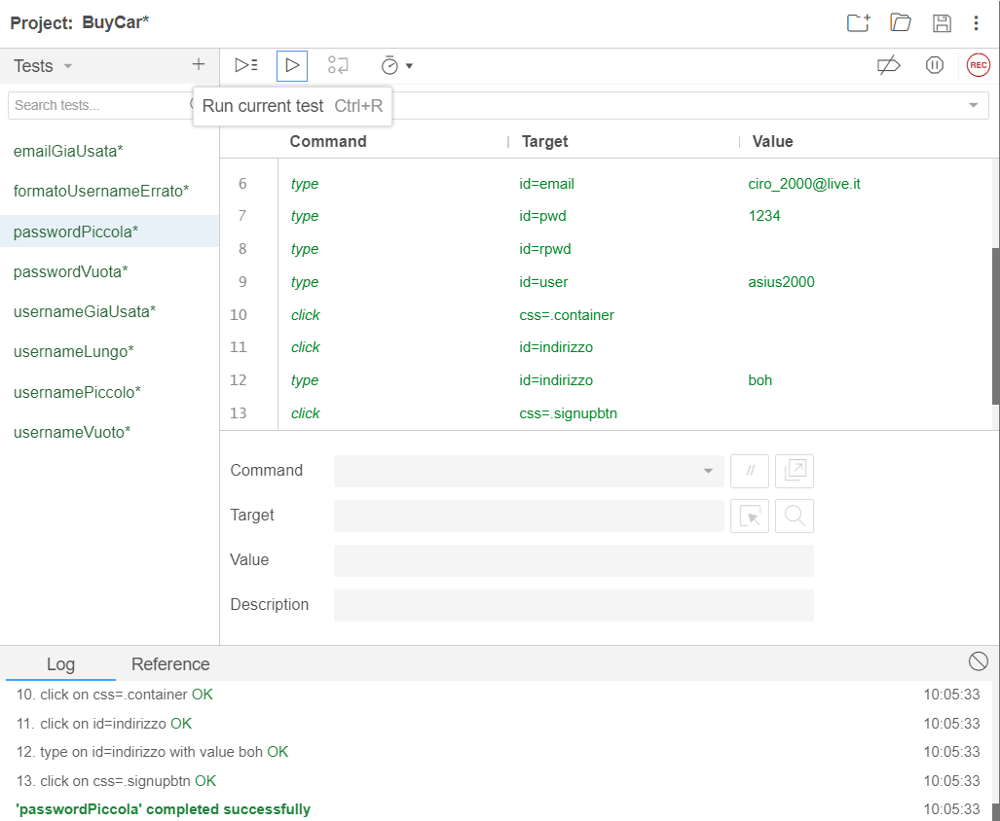 Project: BuyCar*
Tests
REC
Search tests...
Run current test Ctrl+R
Command Target Value
emailGiaUsata*
formatoUsernameErrato*
passwordPiccola*
passwordVuota*
usernameGiaUsata*
usernameLungo*
usernamePiccolo*
usernameVuoto*
6 type id=email ciro_2000@live.it
7 type id=pwd 1234
8 type id=rpwd
9 type id=user asius2000
10 click css=.container
11 click id=indirizzo
12 type id=indirizzo boh
13 click css=.signupbtn
Command //
Target
Value
Description
Log Reference
10. click on css=.container OK 10:05:33
11. click on id=indirizzo OK 10:05:33
12. type on id=indirizzo with value boh OK 10:05:33
13. click on css=.signupbtn OK 10:05:33
'passwordPiccola' completed successfully 10:05:33